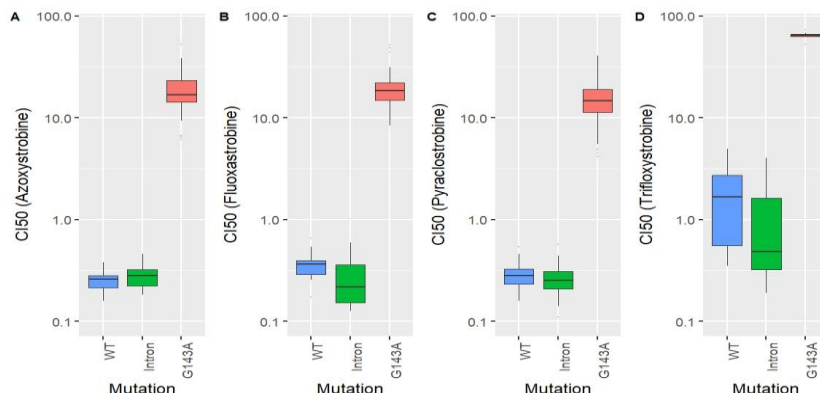 A
CI50 (Azoxystrobine)
100.0
10.0
1.0
0.1
WT
Intron
G143A
Mutation
B
CI50 (Fluoxastrobine)
100.0
10.0
1.0
0.1
WT
Intron
G143A
Mutation
C
CI50 (Pyraclostrobine)
100.0
10.0
1.0
0.1
WT
Intron
G143A
Mutation
D
CI50 (Trifloxystrobine)
100.0
10.0
1.0
0.1
WT
Intron
G143A
Mutation